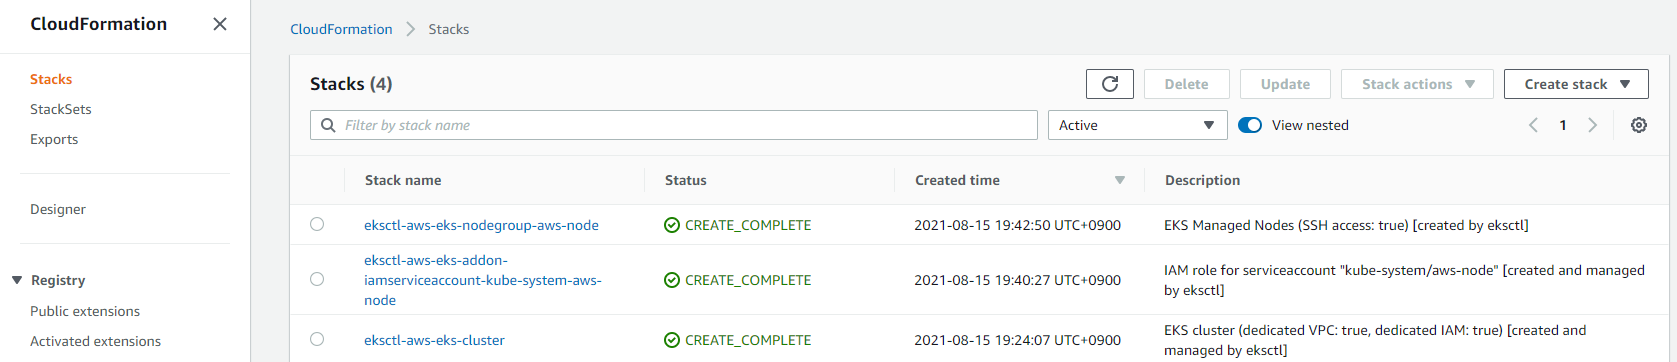 CloudFormation
Stacks
StackSets
Exports
Designer
Registry
Public extensions
Activated extensions
CloudFormation Stacks
Stacks (4)
Delete Update Stack actions Create stack
Filter by stack name Active View nested 1
Stack name Status Created time Description
eksctl-aws-eks-nodegroup-aws-node CREATE_COMPLETE 2021-08-15 19:42:50 UTC+0900 EKS Managed Nodes (SSH access: true) [created by eksctl]
eksctl-aws-eks-addon-
iamserviceaccount-kube-system-aws-
node
CREATE_COMPLETE 2021-08-15 19:40:27 UTC+0900
IAM role for serviceaccount "kube-system/aws-node" [created and managed
by eksctl]
eksctl-aws-eks-cluster CREATE_COMPLETE 2021-08-15 19:24:07 UTC+0900
EKS cluster (dedicated VPC: true, dedicated IAM: true) [created and
managed by eksctl]